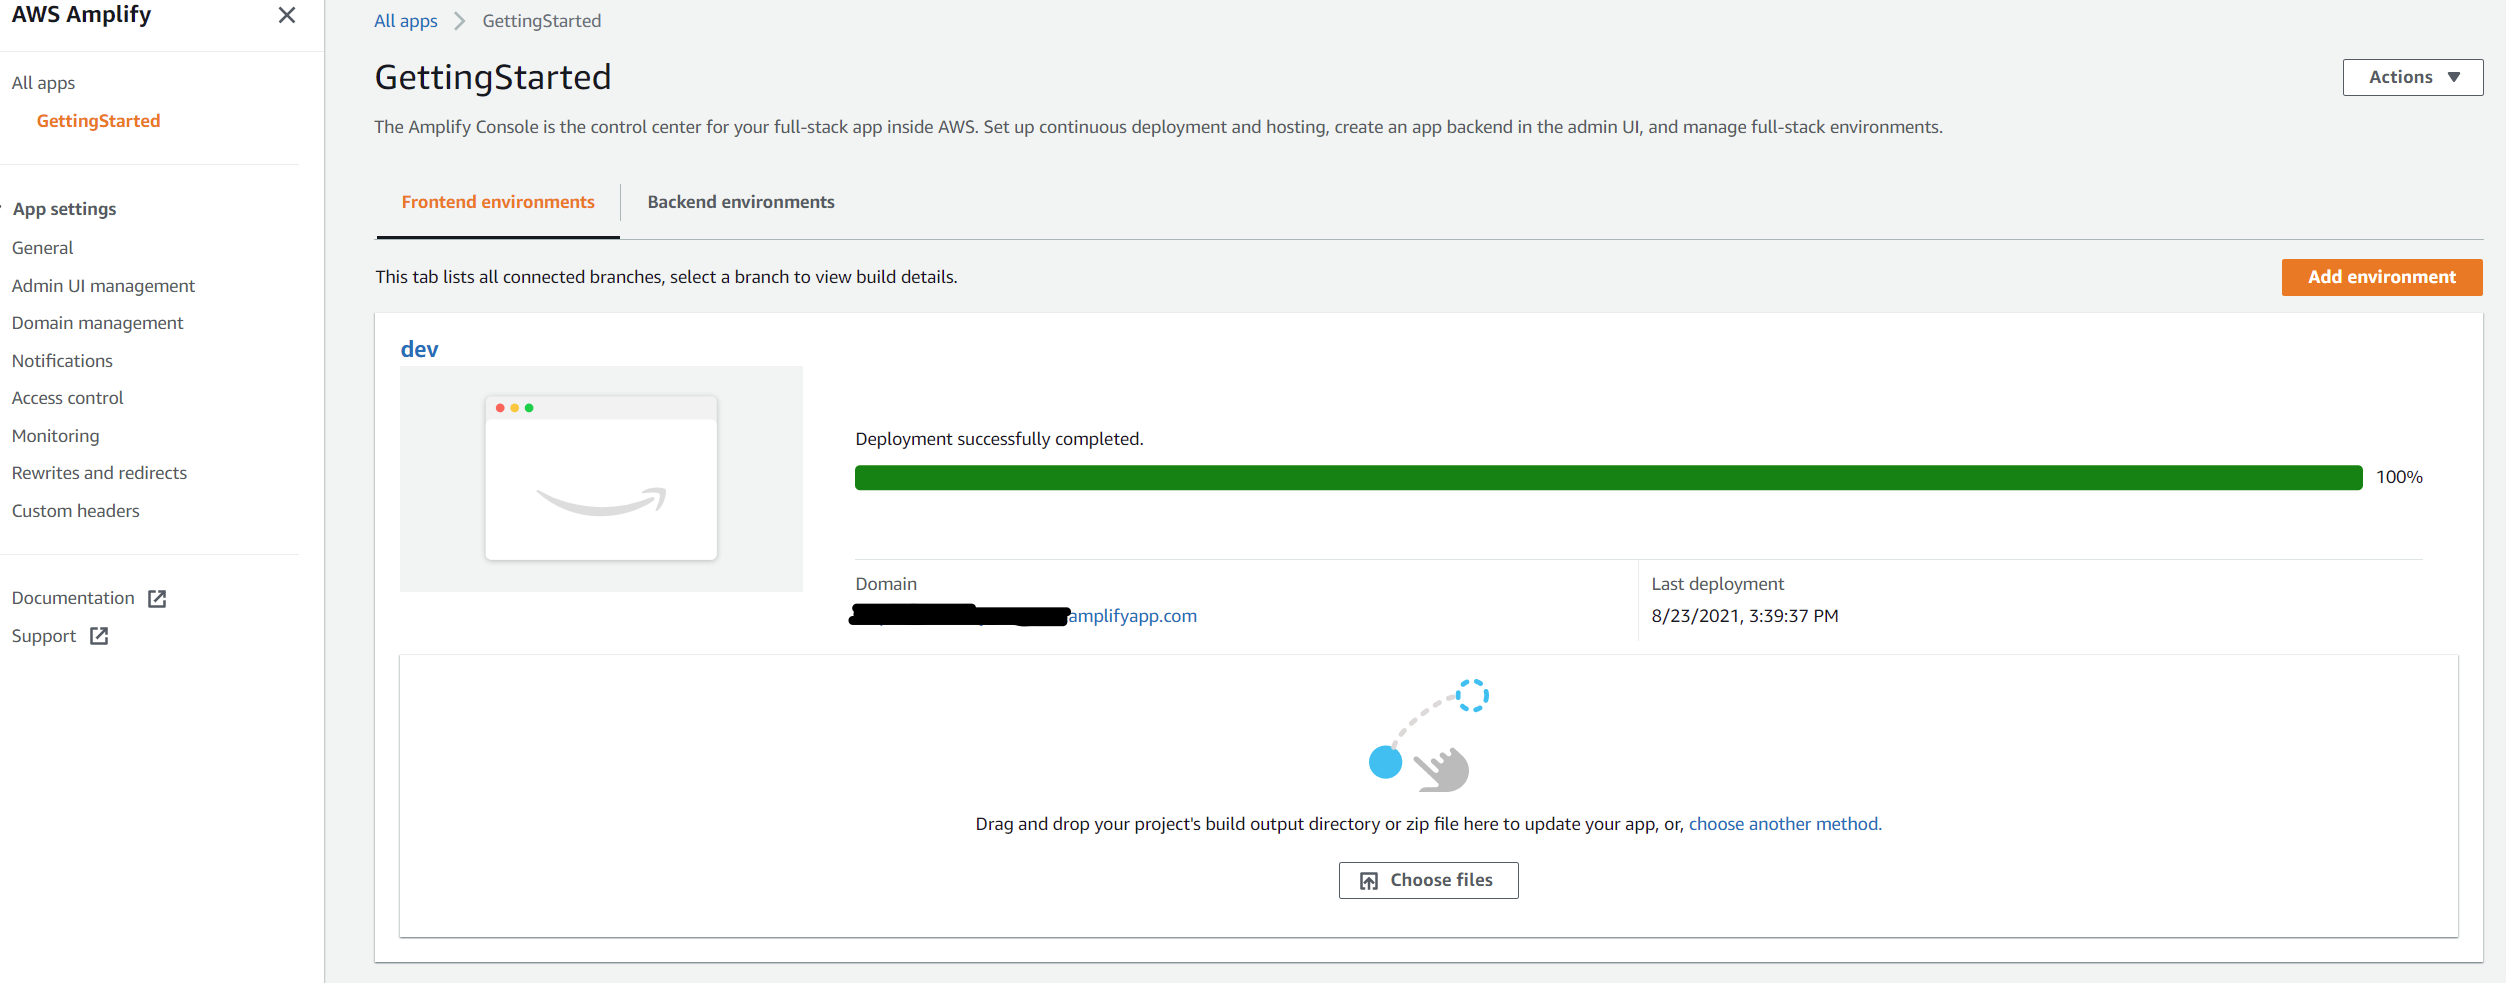 AWS Amplify
All apps
GettingStarted
App settings
General
Admin UI management
Domain management
Notifications
Access control
Monitoring
Rewrites and redirects
Custom headers
Documentation
Support
All apps
GettingStarted
GettingStarted
Actions
The Amplify Console is the control center for your full-stack app inside AWS. Set up continuous deployment and hosting, create an app backend in the admin UI, and manage full-stack environments.
Frontend environments
Backend environments
This tab lists all connected branches, select a branch to view build details.
Add environment
dev
Deployment successfully completed.
100%
Domain
amplifyapp.com
Last deployment
8/23/2021, 3:39:37 PM
Drag and drop your project's build output directory or zip file here to update your app, or, choose another method.
Choose files